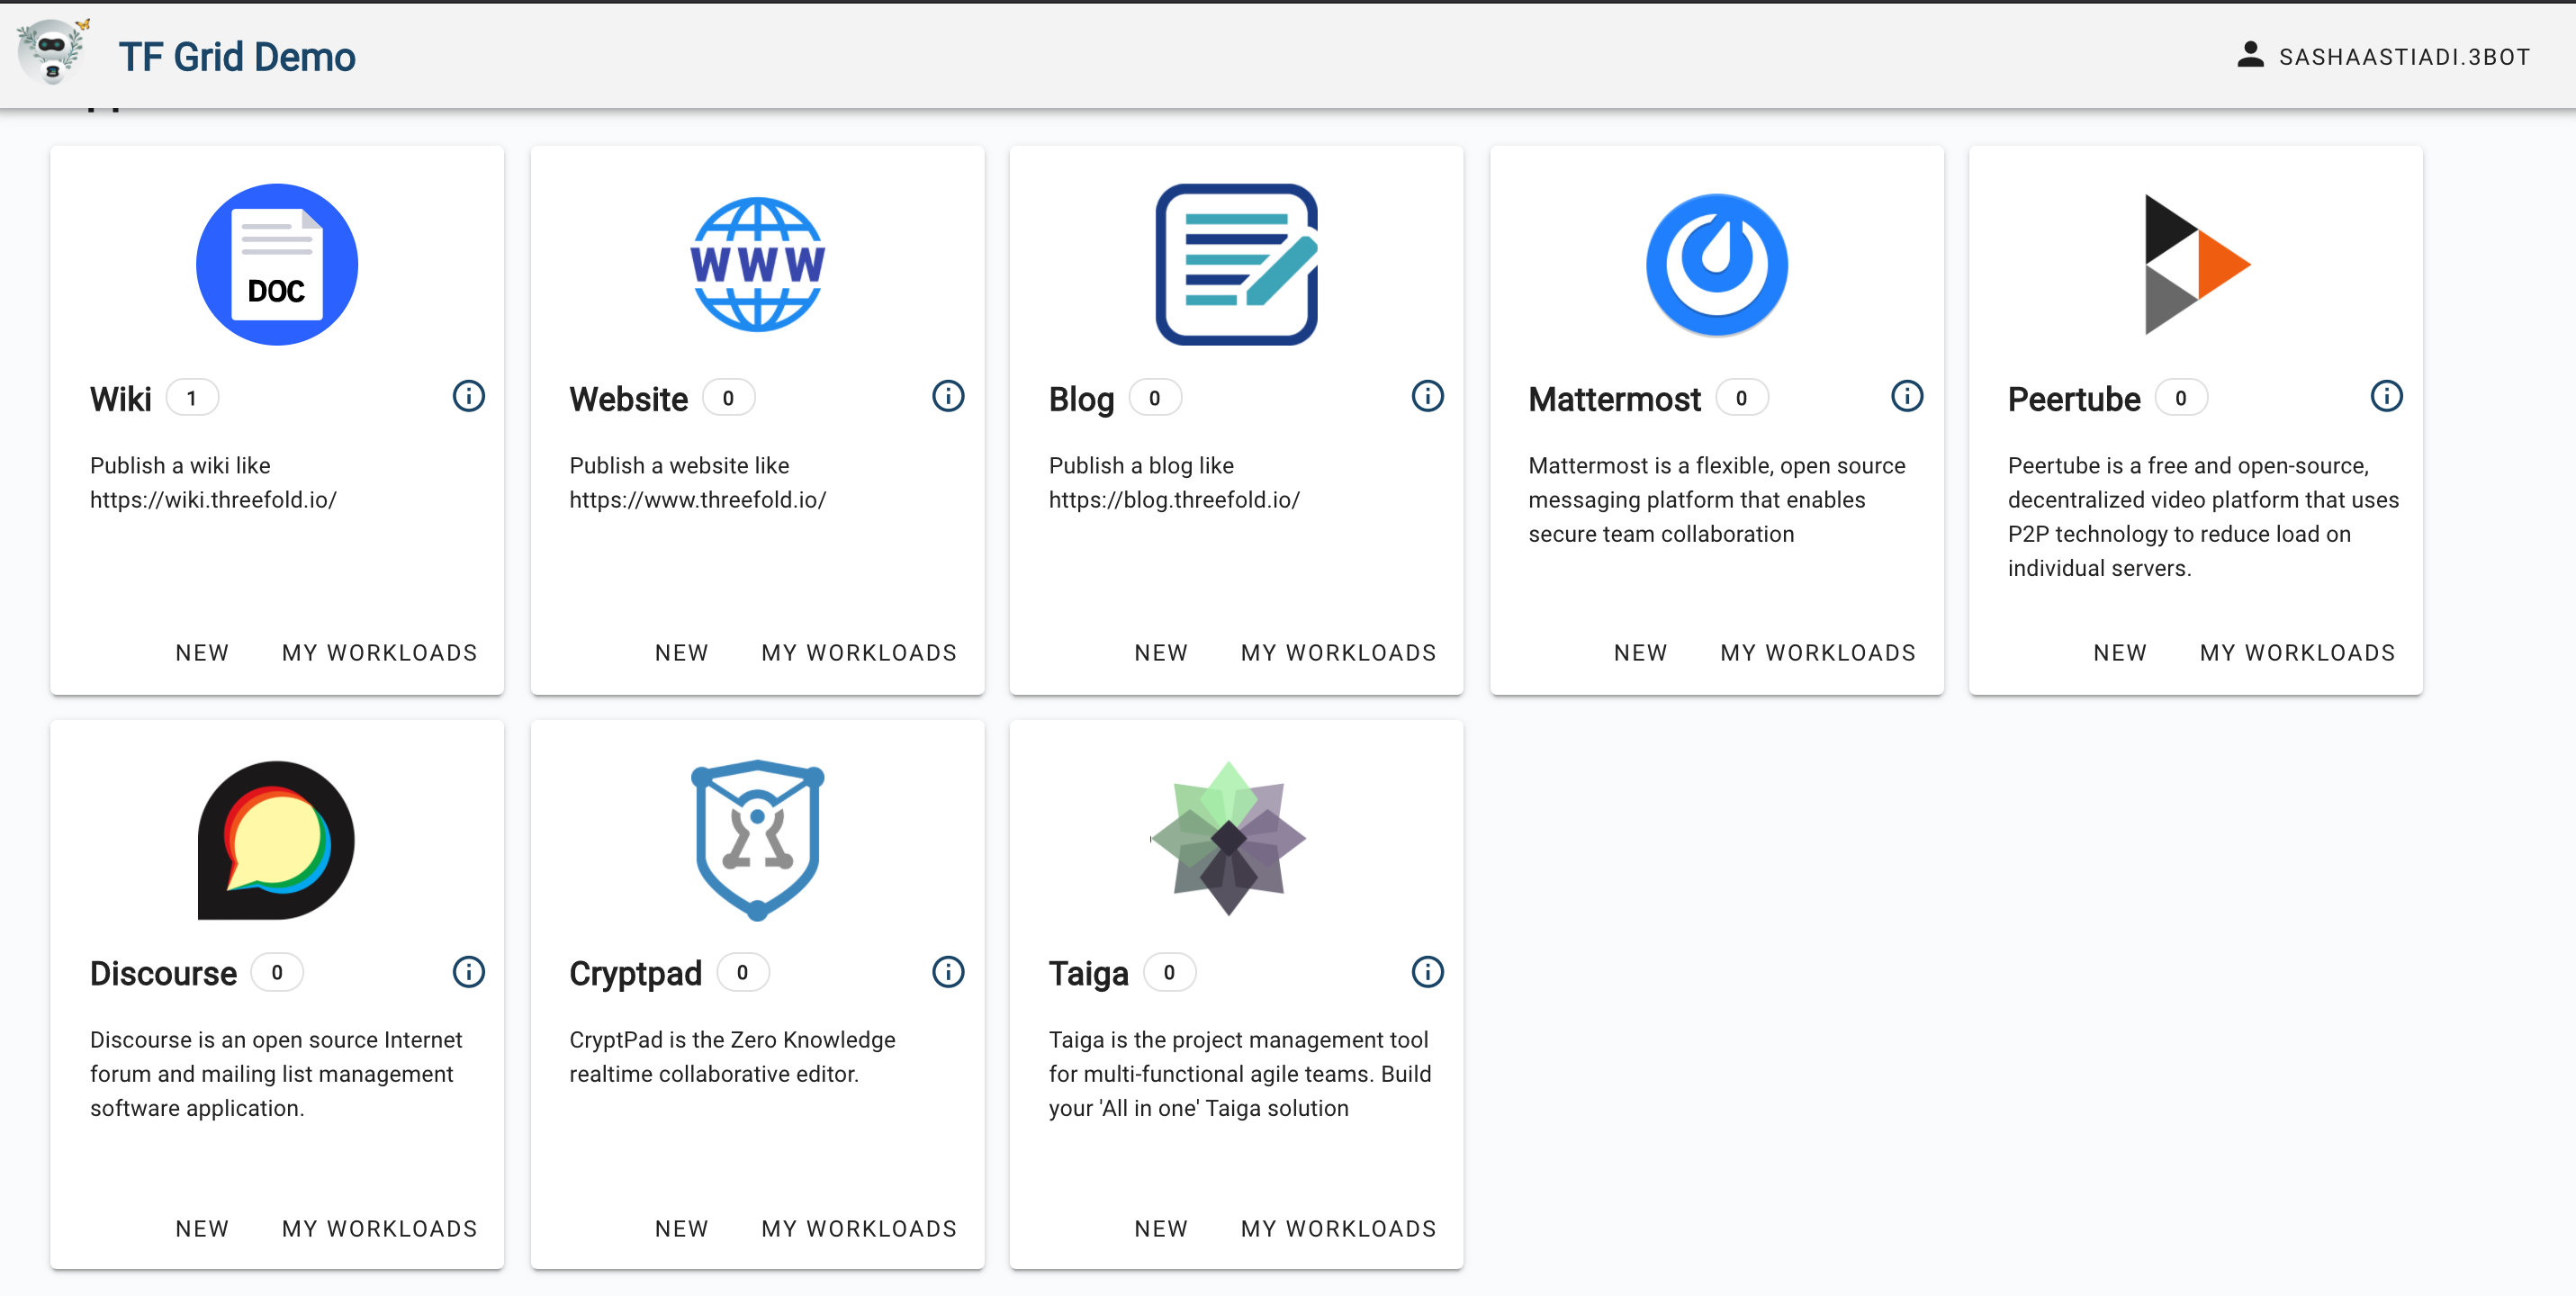 TF Grid Demo
SASHAASTIADI.3BOT
DOC
Wiki 1
Publish a wiki like
https://wiki.threefold.io/
NEW MY WORKLOADS
WWW
Website 0
Publish a website like
https://www.threefold.io/
NEW MY WORKLOADS
Blog 0
Publish a blog like
https://blog.threefold.io/
NEW MY WORKLOADS
Mattermost 0
Mattermost is a flexible, open source
messaging platform that enables
secure team collaboration
NEW MY WORKLOADS
Peertube 0
Peertube is a free and open-source,
decentralized video platform that uses
P2P technology to reduce load on
individual servers.
NEW MY WORKLOADS
Discourse 0
Discourse is an open source Internet
forum and mailing list management
software application.
NEW MY WORKLOADS
Cryptpad 0
CryptPad is the Zero Knowledge
realtime collaborative editor.
NEW MY WORKLOADS
Taiga 0
Taiga is the project management tool
for multi-functional agile teams. Build
your 'All in one' Taiga solution
NEW MY WORKLOADS